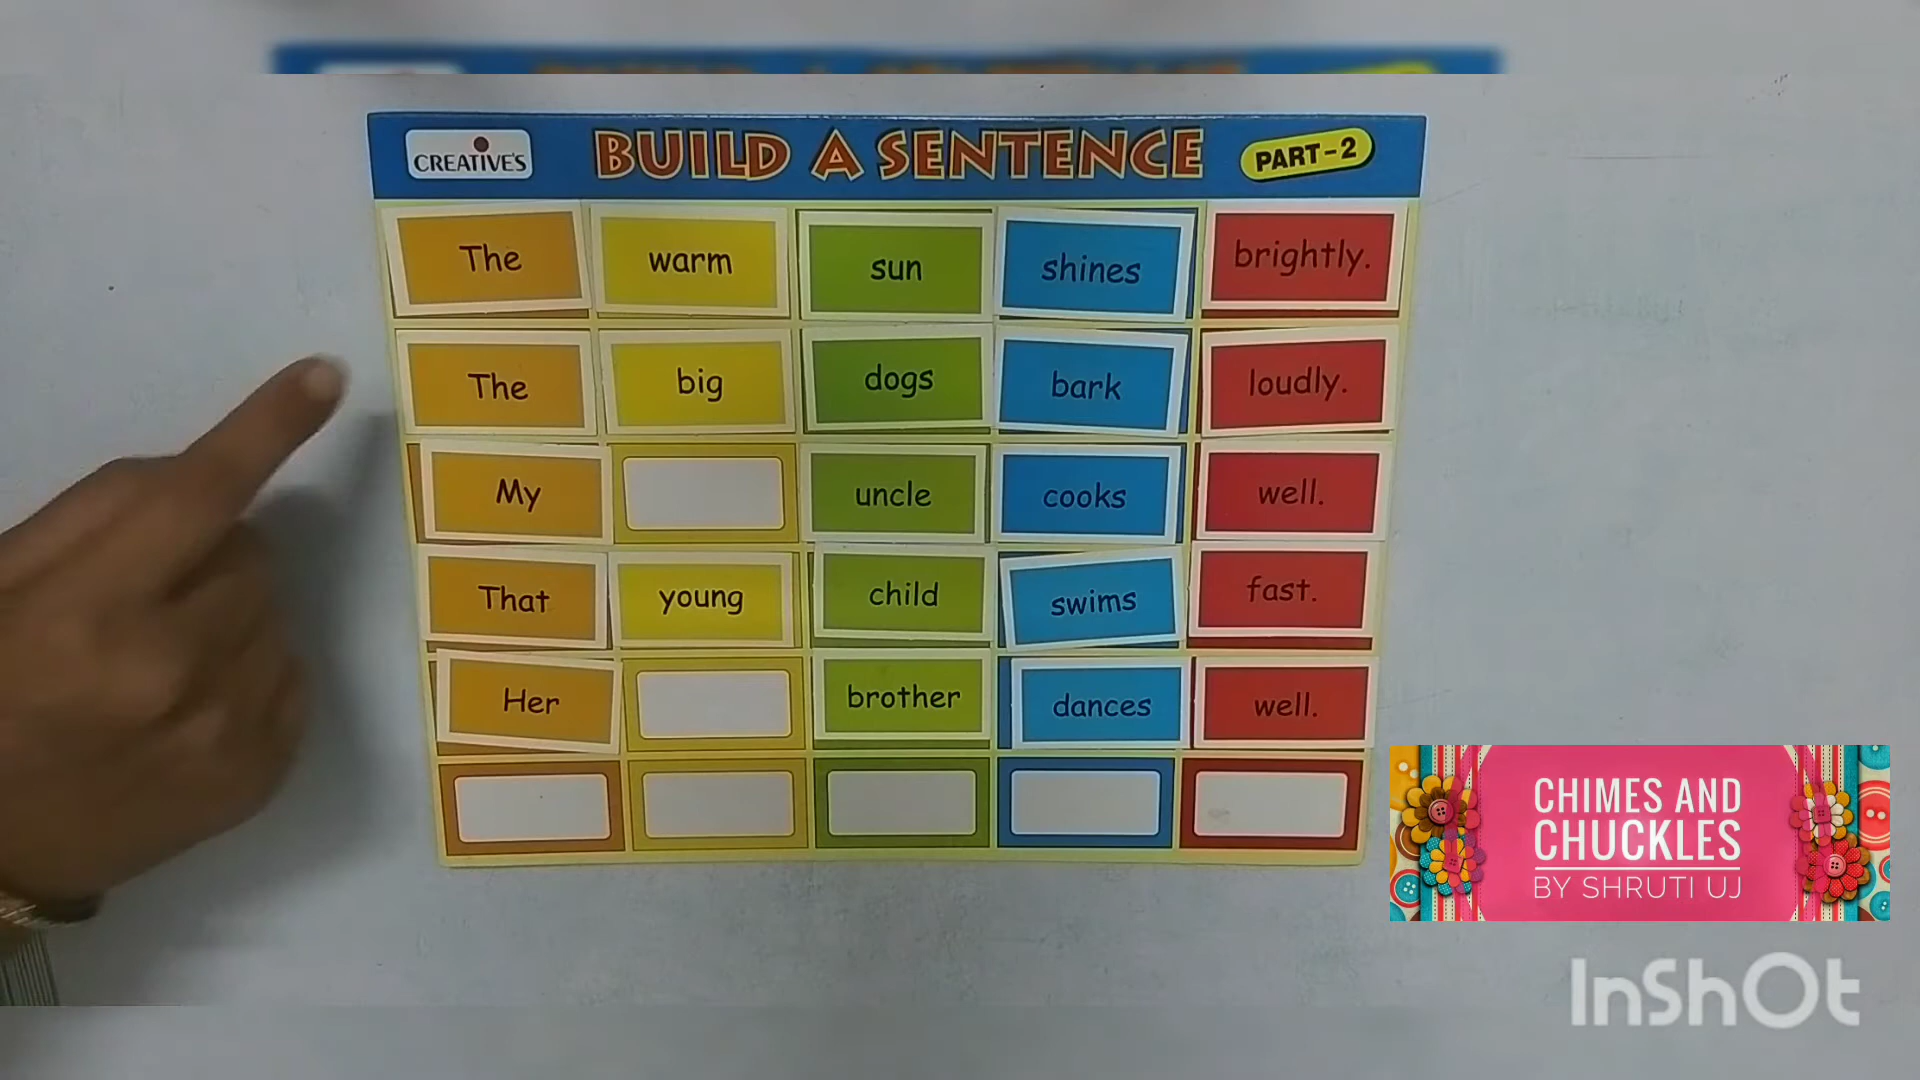 CREATIVE'S BUILD A SENTENCE PART-2
The warm sun shines brightly.
The big dogs bark loudly.
My uncle cooks well.
That young child swims fast.
Her brother dances well.
CHIMES AND
CHUCKLES
BY SHRUTI UJ
InShOt